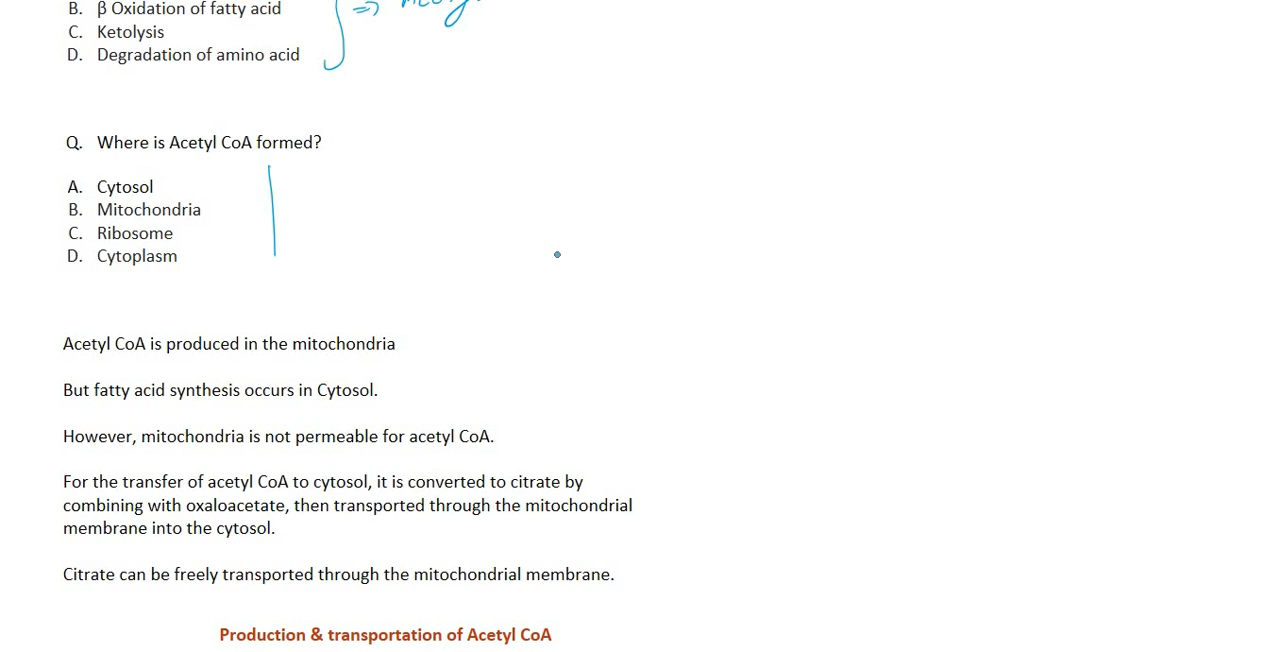 B. β Oxidation of fatty acid
C. Ketolysis
D. Degradation of amino acid
Q. Where is Acetyl CoA formed?
A. Cytosol
B. Mitochondria
C. Ribosome
D. Cytoplasm
Acetyl CoA is produced in the mitochondria
But fatty acid synthesis occurs in Cytosol.
However, mitochondria is not permeable for acetyl CoA.
For the transfer of acetyl CoA to cytosol, it is converted to citrate by
combining with oxaloacetate, then transported through the mitochondrial
membrane into the cytosol.
Citrate can be freely transported through the mitochondrial membrane.
Production & transportation of Acetyl CoA